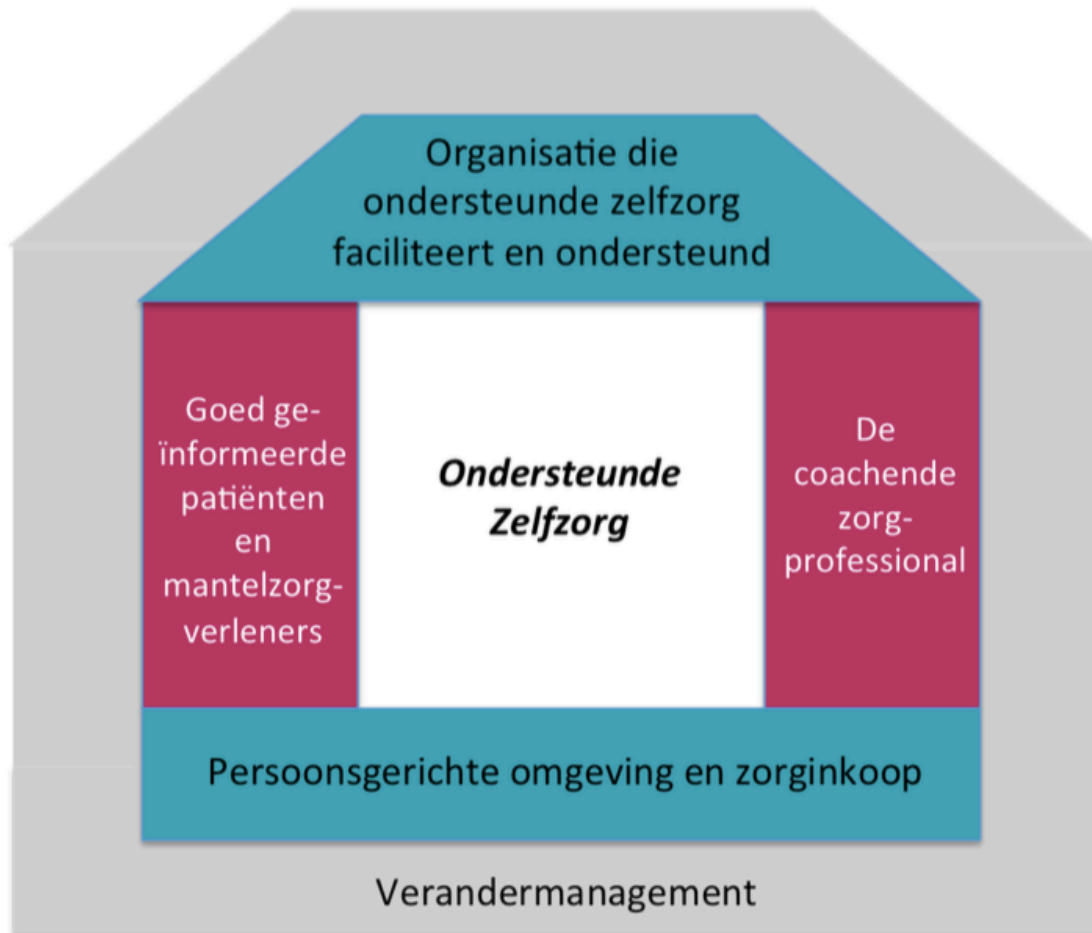 Organisatie die
ondersteunde zelfzorg
faciliteert en ondersteund
Goed ge-
ïnformeerde
patiënten
en
mantelzorg-
verleners
Ondersteunde
Zelfzorg
De
coachende
zorg-
professional
Persoonsgerichte omgeving en zorginkoop
Verandermanagement